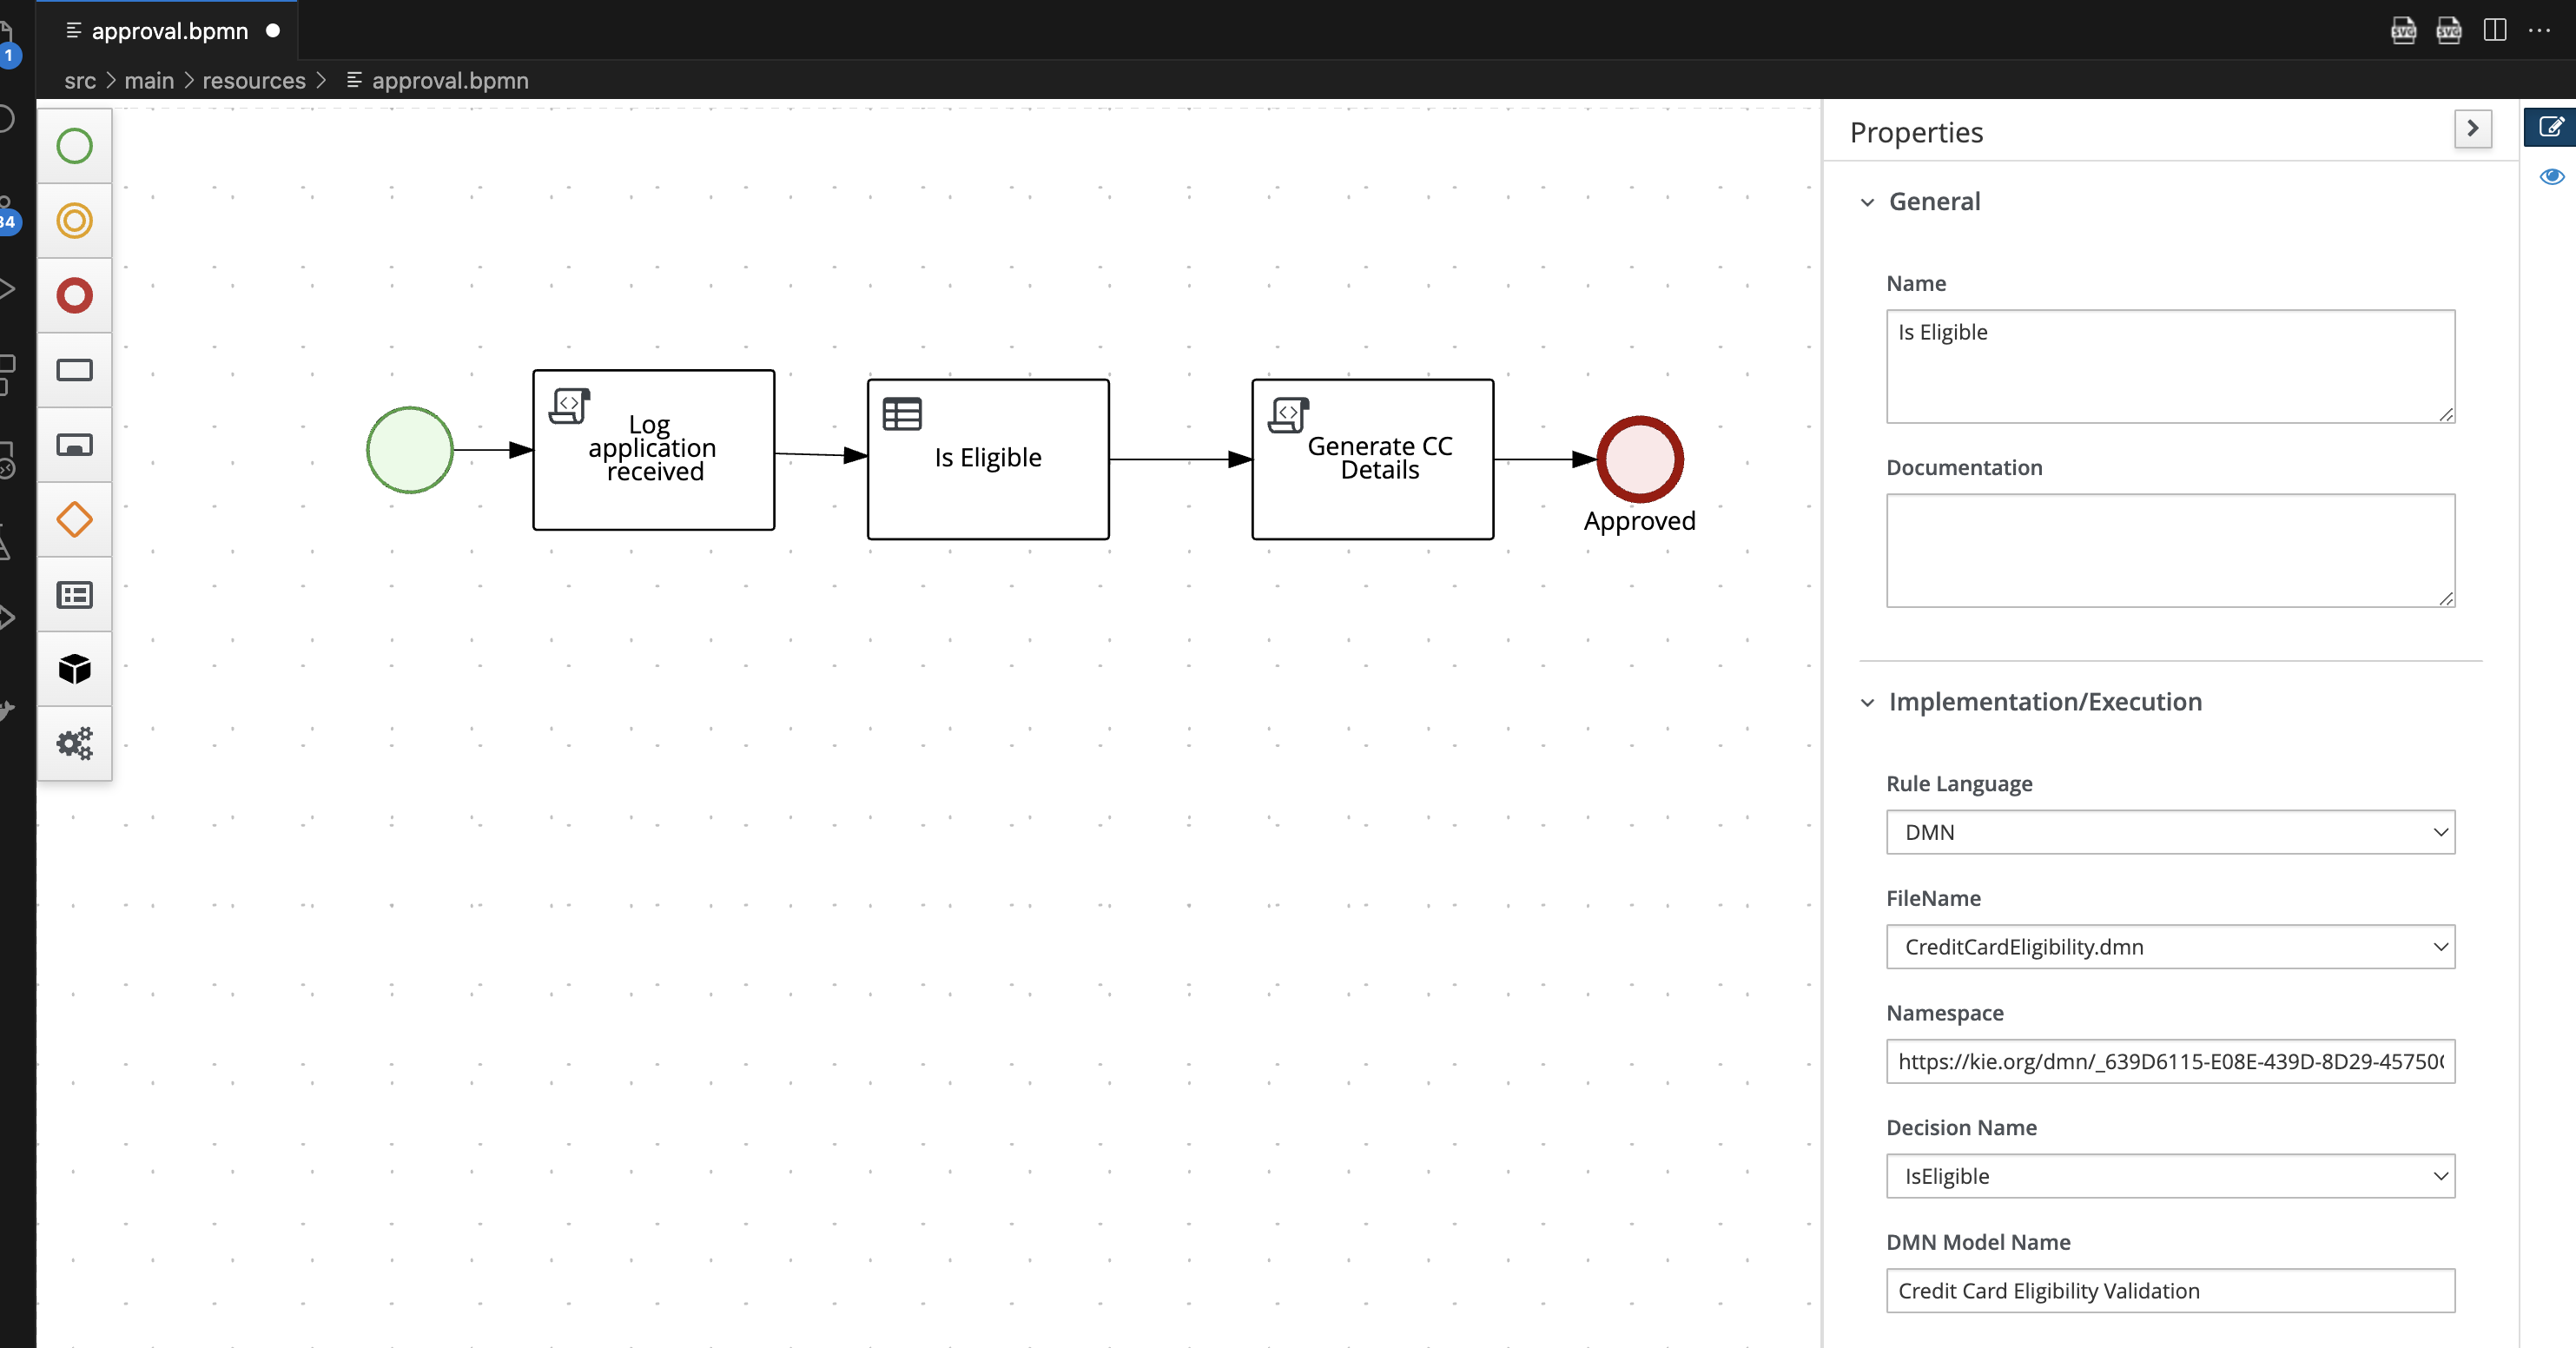 approval.bpmn
SVG
SVG
1
src > main > resources > approval.bpmn
34
Log
application
received
Is Eligible
Generate CC
Details
Approved
Properties
General
Name
Is Eligible
Documentation
Implementation/Execution
Rule Language
DMN
FileName
CreditCardEligibility.dmn
Namespace
https://kie.org/dmn/_639D6115-E08E-439D-8D29-45750
Decision Name
IsEligible
DMN Model Name
Credit Card Eligibility Validation